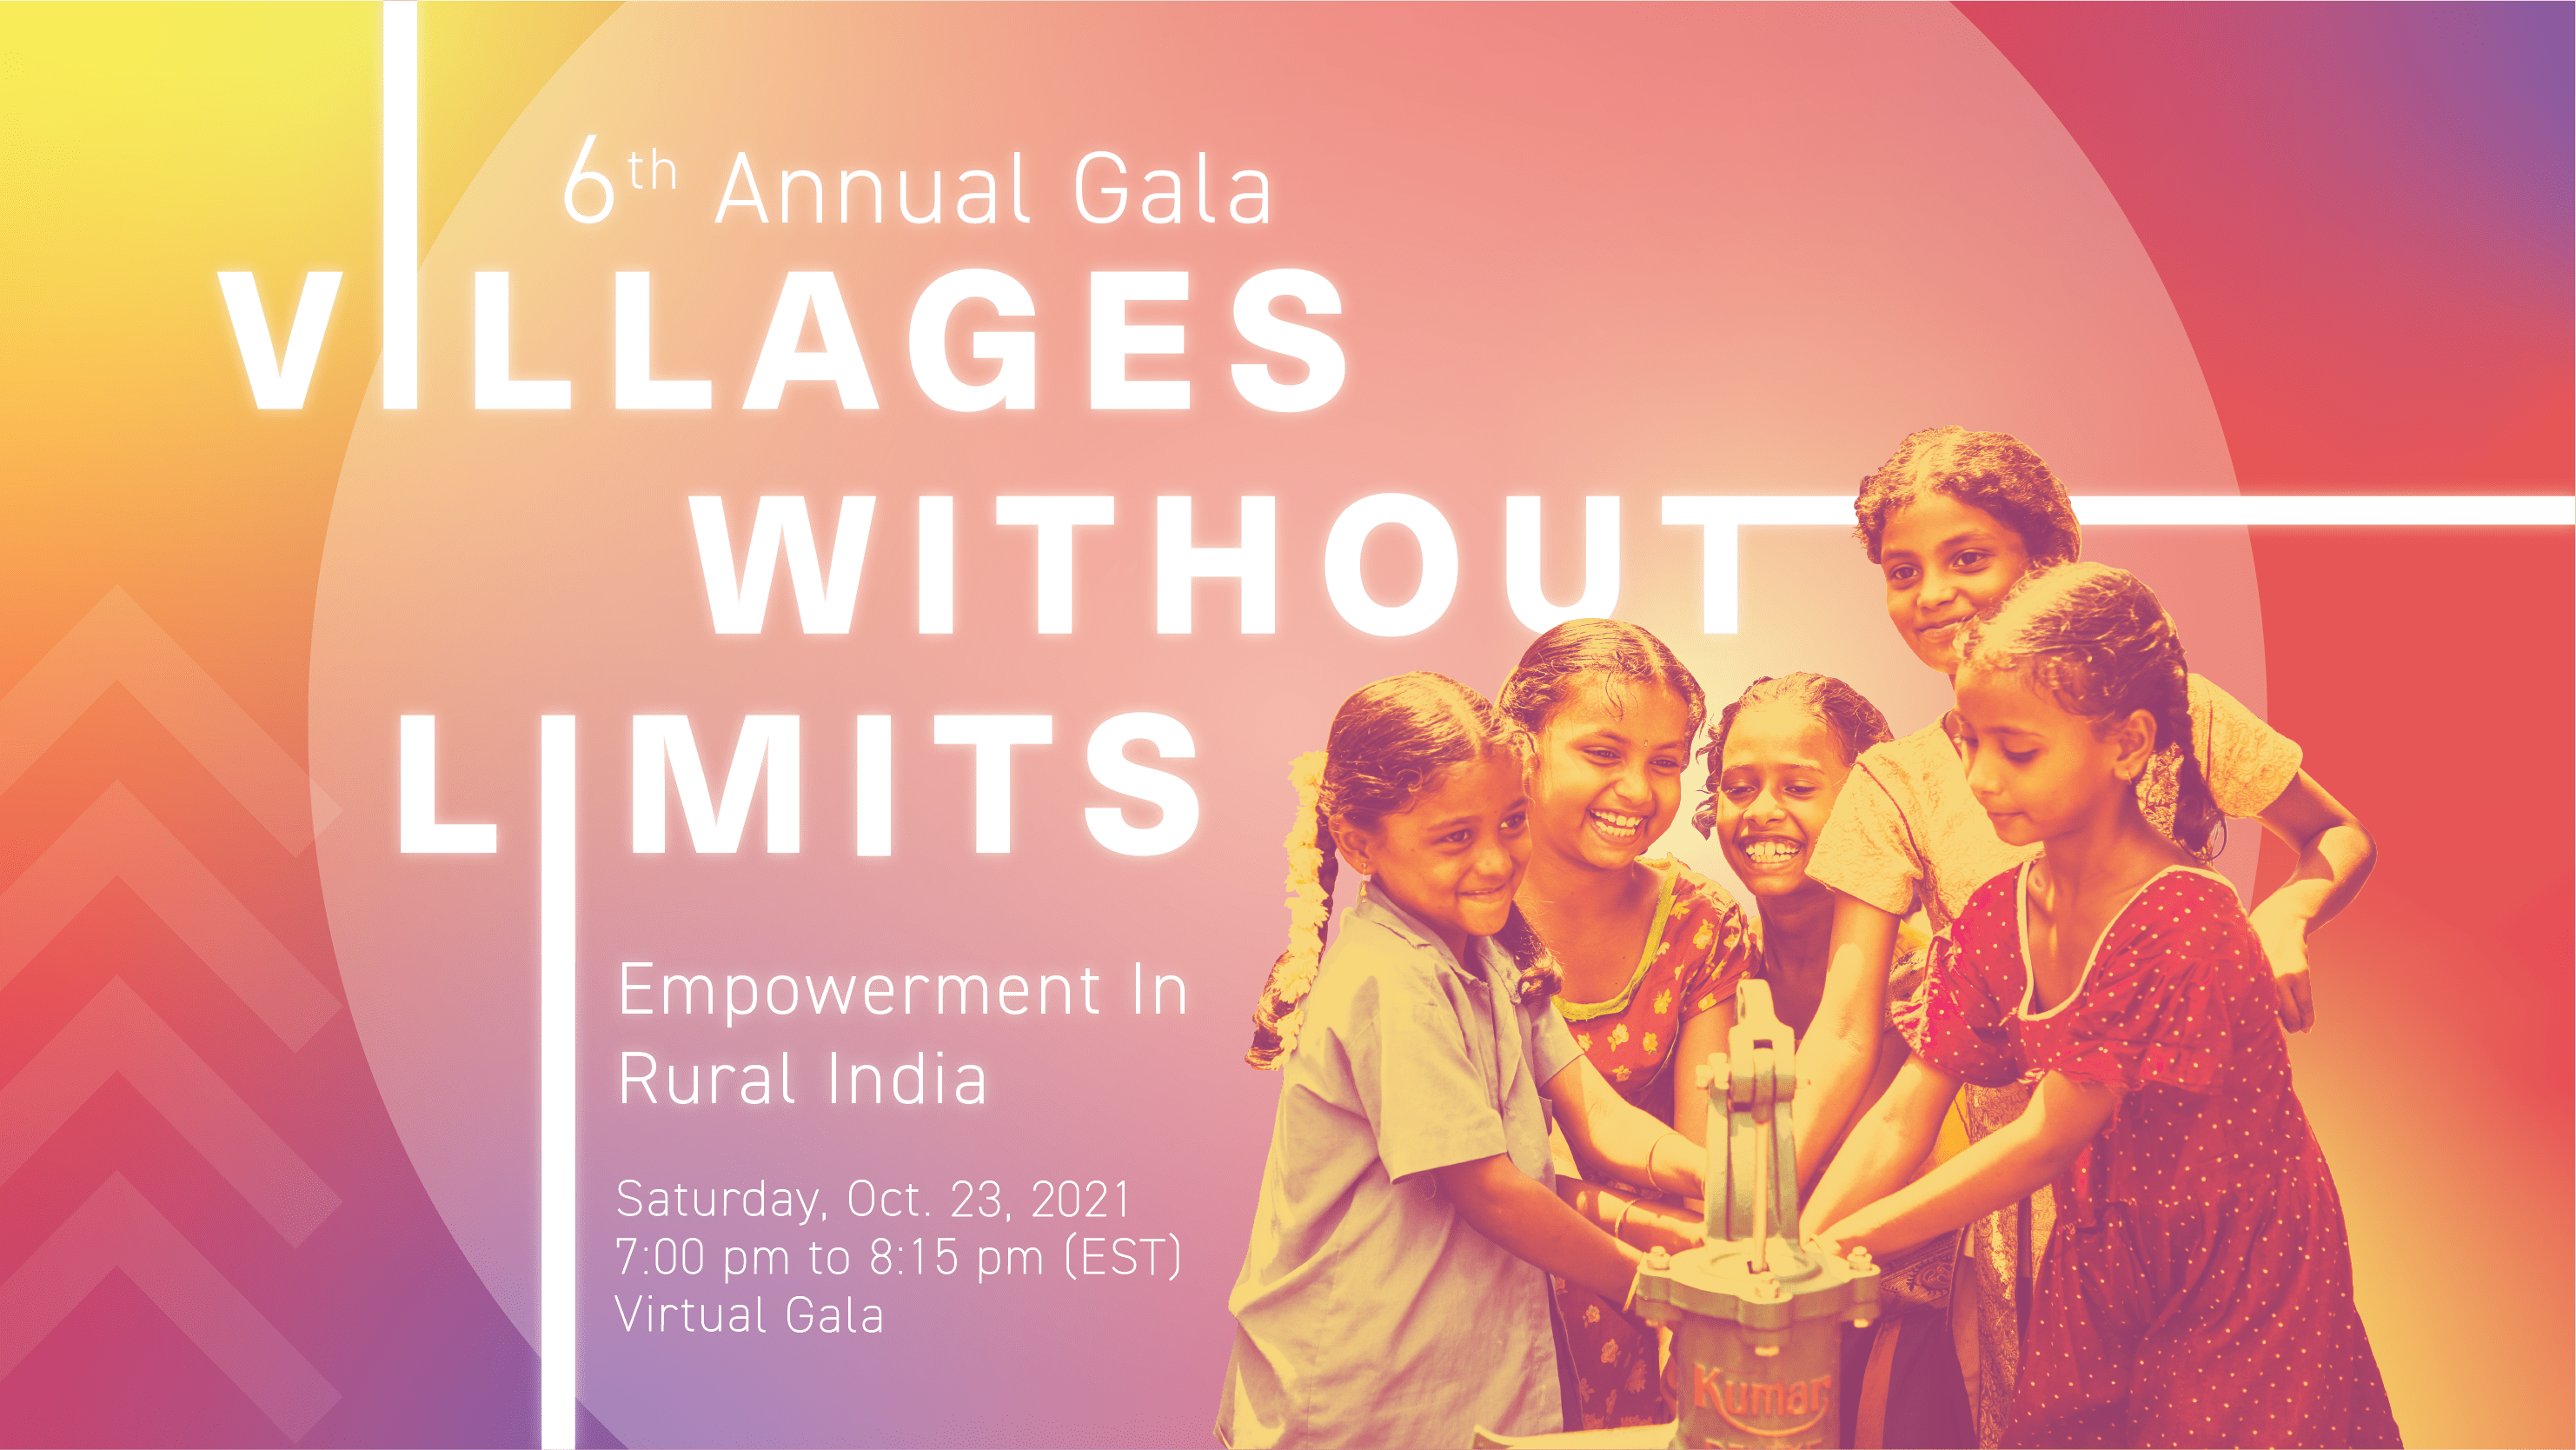 6th Annual Gala
VILLAGES
WITHOUT
LIMITS
Empowerment In
Rural India
Saturday, Oct. 23, 2021
7:00 pm to 8:15 pm (EST)
Virtual Gala
Kumar